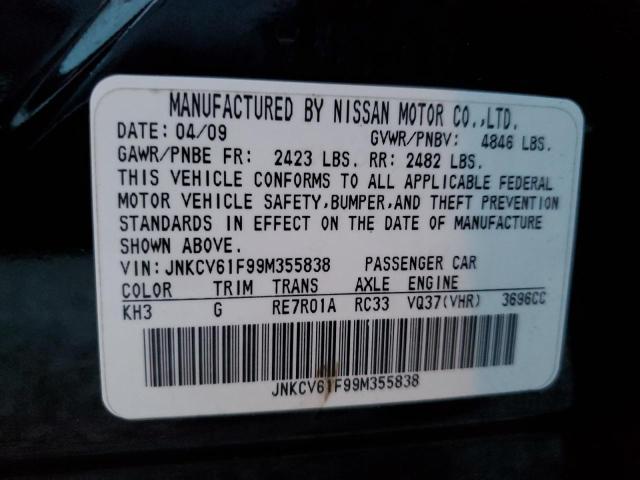 MANUFACTURED BY NISSAN MOTOR CO.,LTD.
DATE: 04/09 GVWR/PNBV: 4846 LBS.
GAWR/PNBE FR: 2423 LBS. RR: 2482 LBS.
THIS VEHICLE CONFORMS TO ALL APPLICABLE FEDERAL
MOTOR VEHICLE SAFETY,BUMPER,AND THEFT PREVENTION
STANDARDS IN EFFECT ON THE DATE OF MANUFACTURE
SHOWN ABOVE.
VIN: JNKCV61F99M355838 PASSENGER CAR
COLOR TRIM TRANS AXLE ENGINE
KH3 G RE7R01A RC33 VQ37(VHR) 3696CC
JNKCV61F99M355838